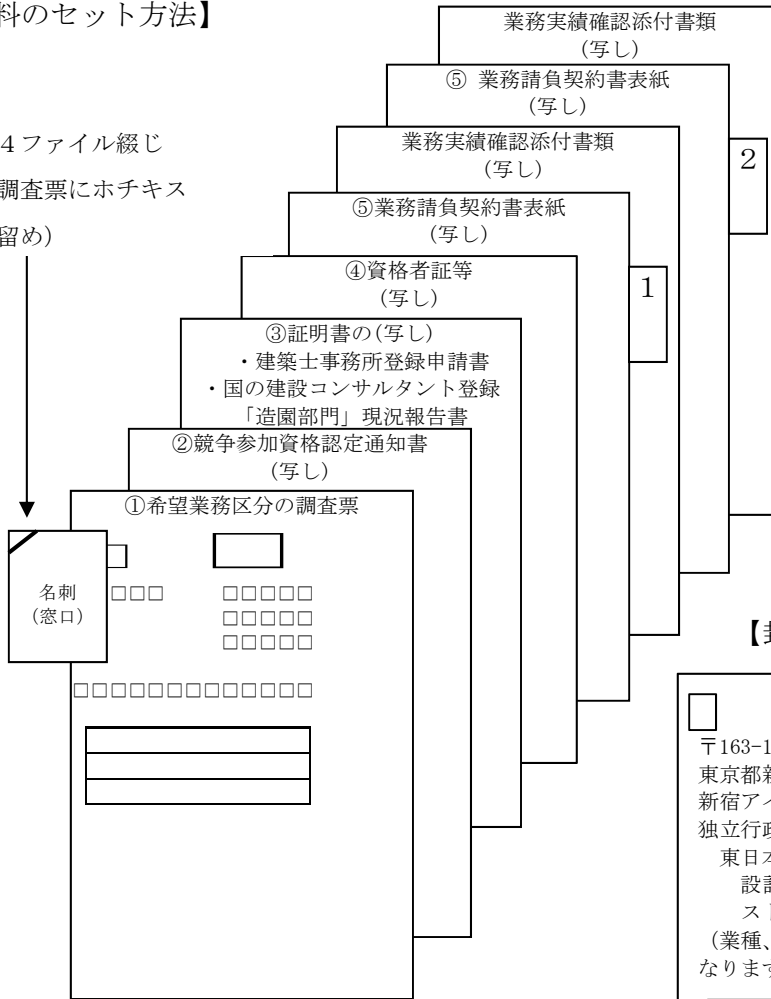 料のセット方法】
業務実績確認添付書類
(写し)
⑤ 業務請負契約書表紙
(写し)
4ファイル綴じ
調査票にホチキス
留め)
業務実績確認添付書類
(写し)
2
⑤業務請負契約書表紙
(写し)
④資格者証等
(写し)
1
③証明書の(写し)
・建築士事務所登録申請書
・国の建設コンサルタント登録
「造園部門」現況報告書
②競争参加資格認定通知書
(写し)
①希望業務区分の調査票
名刺
(窓口)
□□□ □□□□□
□□□□□
□□□□□
□□□□□□□□□□□□□
〒163-1
東京都新
新宿アイ
独立行政
東日本
設計
スト
(業種、
なります